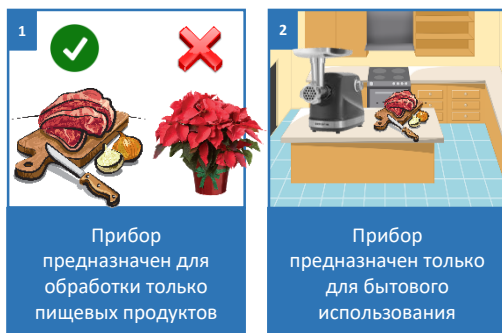 1
Прибор
предназначен для
обработки только
пищевых продуктов
2
Прибор
предназначен только
для бытового
использования